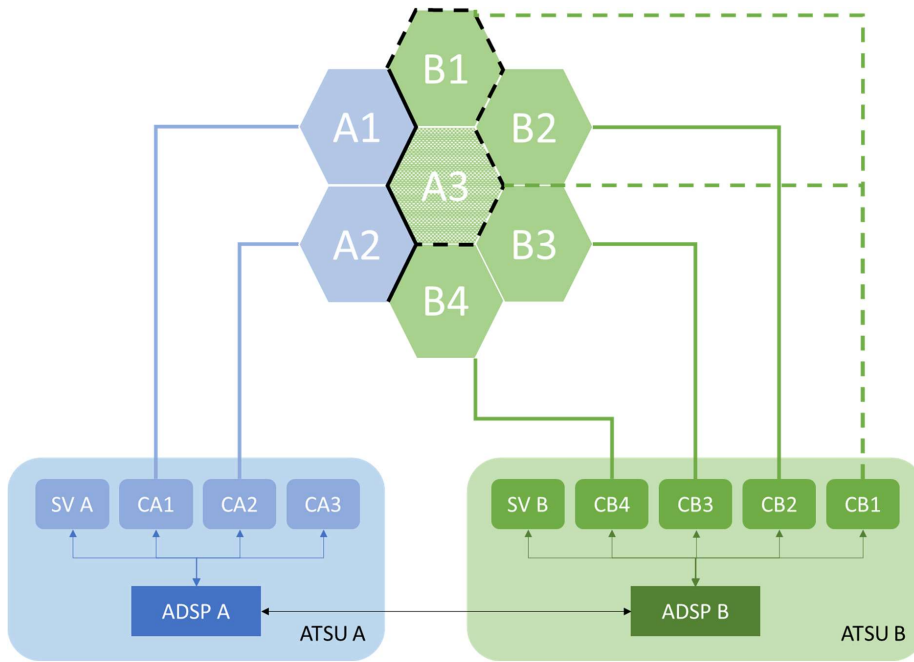 B1
A1
B2
A3
A2
B3
B4
SV A
CA1
CA2
CA3
SV B
CB4
CB3
CB2
CB1
ADSP A
ADSP B
ATSU A
ATSU B